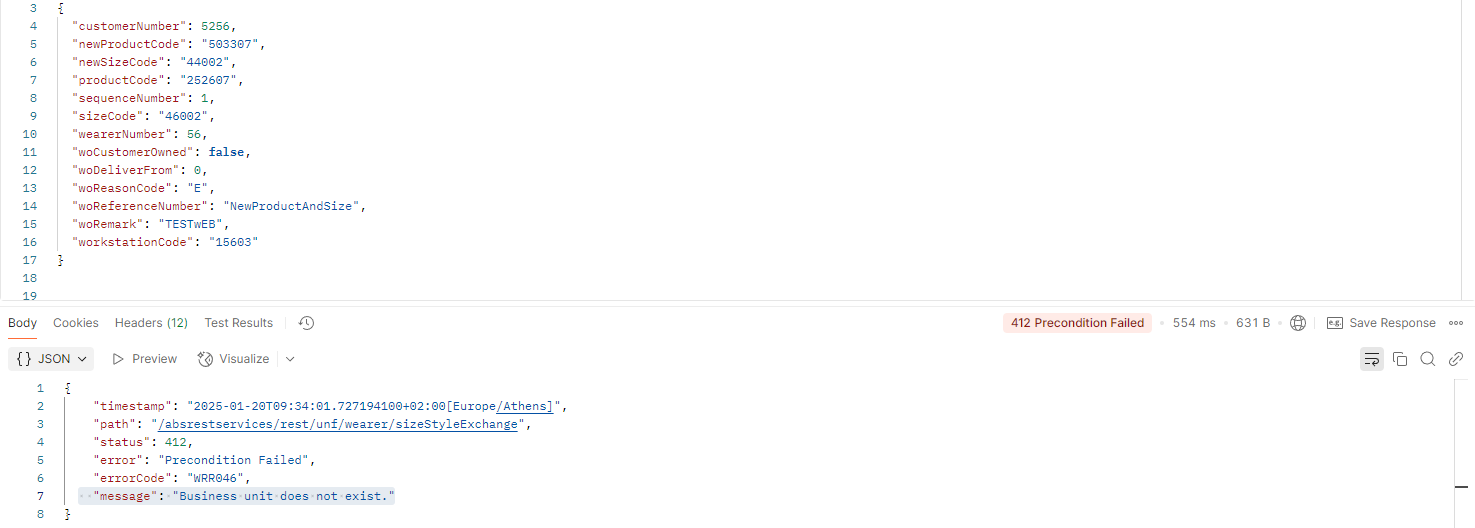 3 {
4 "customerNumber": 5256,
5 "newProductCode": "503307",
6 "newSizeCode": "44002",
7 "productCode": "252607",
8 "sequenceNumber": 1,
9 "sizeCode": "46002",
10 "wearerNumber": 56,
11 "woCustomerOwned": false,
12 "woDeliverFrom": 0,
13 "woReasonCode": "E",
14 "woReferenceNumber": "NewProductAndSize",
15 "woRemark": "TESTwEB",
16 "workstationCode": "15603"
17 }
18
19
Body Cookies Headers (12) Test Results 412 Precondition Failed • 554 ms • 631 B • e.g. Save Response
{} JSON Preview Visualize
1 {
2 "timestamp": "2025-01-20T09:34:01.727194100+02:00[Europe/Athens]",
3 "path": "/absrestservices/rest/unf/wearer/sizeStyleExchange",
4 "status": 412,
5 "error": "Precondition Failed",
6 "errorCode": "WRR046",
7 "message": "Business unit does not exist."
8 }